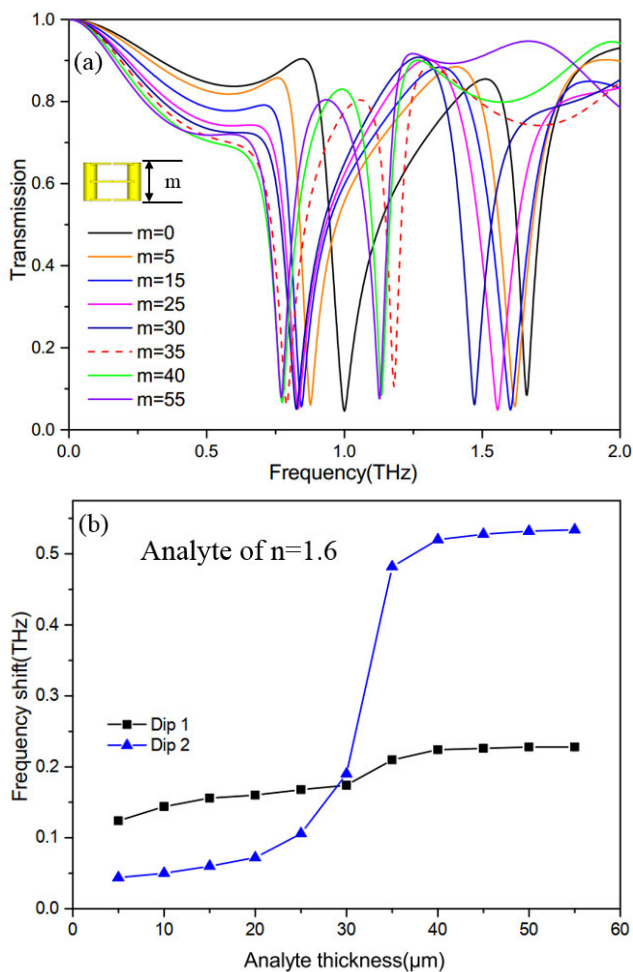 1.0
0.8
0.6
0.4
0.2
0.0
Transmission
(a)
m
m=0
m=5
m=15
m=25
m=30
m=35
m=40
m=55
0.0 0.5 1.0 1.5 2.0
Frequency(THz)
(b)
Analyte of n=1.6
0.5
0.4
0.3
0.2
0.1
0.0
Frequency shift(THz)
Dip 1
Dip 2
0 10 20 30 40 50 60
Analyte thickness(μm)